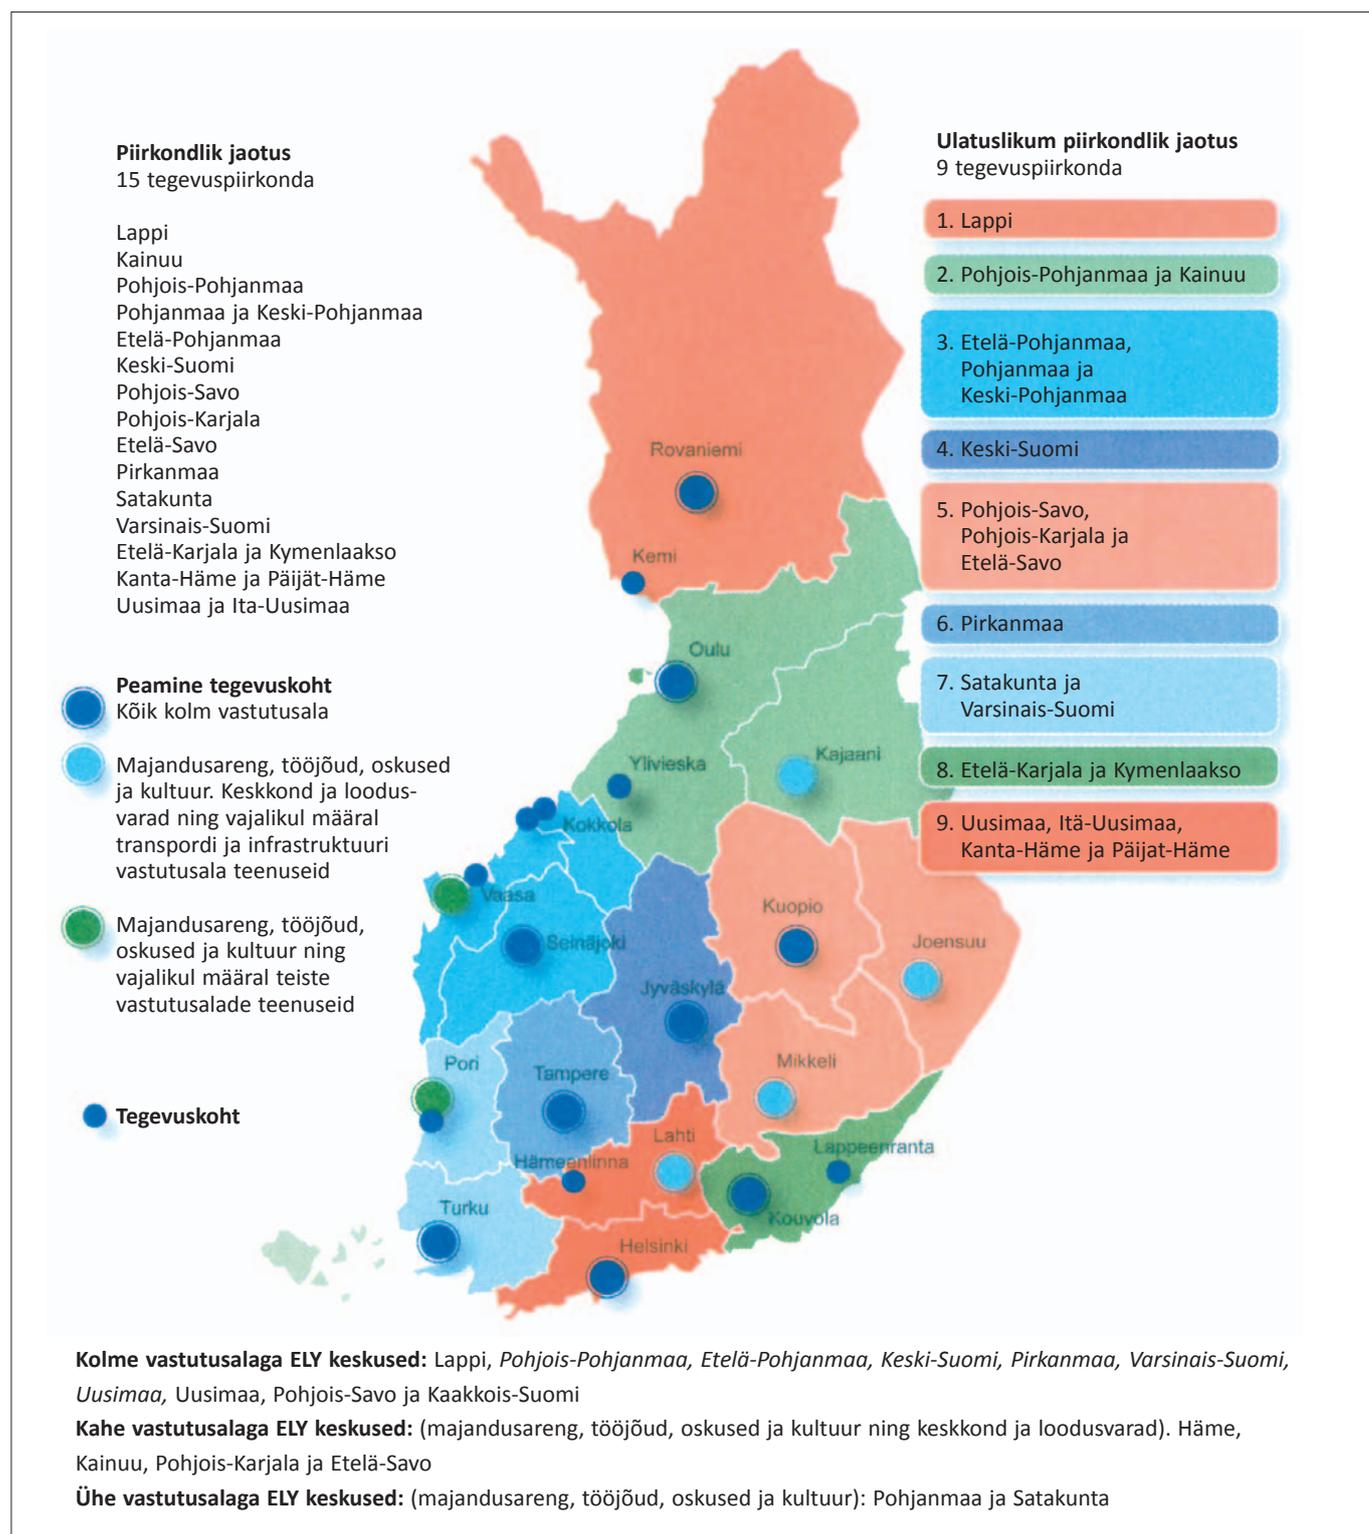 Piirkondlik jaotus
15 tegevuspiirkonda
Lappi
Kainuu
Pohjois-Pohjanmaa
Pohjanmaa ja Keski-Pohjanmaa
Etelä-Pohjanmaa
Keski-Suomi
Pohjois-Savo
Pohjois-Karjala
Etelä-Savo
Pirkanmaa
Satakunta
Varsinais-Suomi
Etelä-Karjala ja Kymenlaakso
Kanta-Häme ja Päijät-Häme
Uusimaa ja Ita-Uusimaa
Peamine tegevuskoht
Kõik kolm vastutusala
Majandusareng, tööjõud, oskused
ja kultuur. Keskkond ja loodus-
varad ning vajalikul määral
transpordi ja infrastruktuuri
vastutusala teenuseid
Majandusareng, tööjõud,
oskused ja kultuur ning
vajalikul määral teiste
vastutusalade teenuseid
Tegevuskoht
Rovaniemi
Kemi
Oulu
Ylivieska
Kajaani
Kokkola
Vaasa
Seinäjoki
Kuopio
Joensuu
Jyväskylä
Mikkeli
Pori
Tampere
Lahti
Lappeenranta
Hämeenlinna
Turku
Kouvola
Helsinki
Ulatuslikum piirkondlik jaotus
9 tegevuspiirkonda
1. Lappi
2. Pohjois-Pohjanmaa ja Kainuu
3. Etelä-Pohjanmaa,
Pohjanmaa ja
Keski-Pohjanmaa
4. Keski-Suomi
5. Pohjois-Savo,
Pohjois-Karjala ja
Etelä-Savo
6. Pirkanmaa
7. Satakunta ja
Varsinais-Suomi
8. Etelä-Karjala ja Kymenlaakso
9. Uusimaa, Itä-Uusimaa,
Kanta-Häme ja Päijat-Häme
Kolme vastutusalaga ELY keskused: Lappi, Pohjois-Pohjanmaa, Etelä-Pohjanmaa, Keski-Suomi, Pirkanmaa, Varsinais-Suomi,
Uusimaa, Uusimaa, Pohjois-Savo ja Kaakkois-Suomi
Kahe vastutusalaga ELY keskused: (majandusareng, tööjõud, oskused ja kultuur ning keskkond ja loodusvarad). Häme,
Kainuu, Pohjois-Karjala ja Etelä-Savo
Ühe vastutusalaga ELY keskused: (majandusareng, tööjõud, oskused ja kultuur): Pohjanmaa ja Satakunta